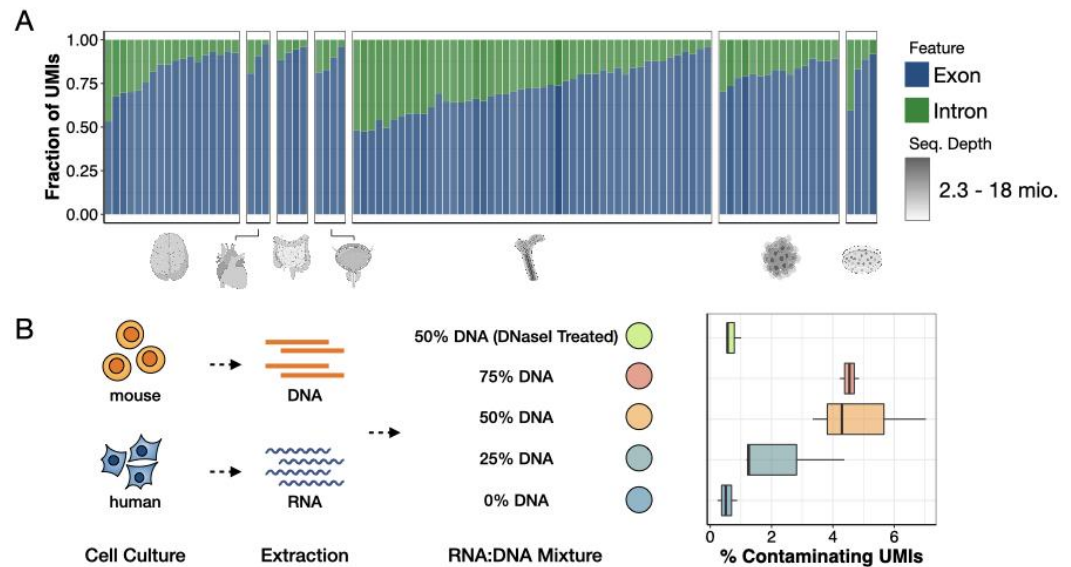 A
Fraction of UMIs
1.00
0.75
0.50
0.25
0.00
Feature
Exon
Intron
Seq. Depth
2.3 - 18 mio.
B
mouse
human
Cell Culture
DNA
RNA
Extraction
50% DNA (DNaseI Treated)
75% DNA
50% DNA
25% DNA
0% DNA
RNA:DNA Mixture
0 2 4 6
% Contaminating UMIs